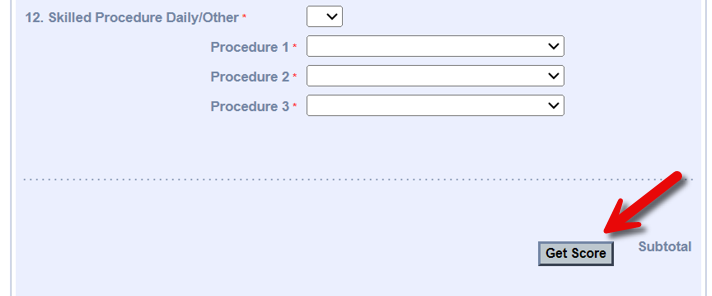 12. Skilled Procedure Daily/Other *
Procedure 1 *
Procedure 2 *
Procedure 3 *
Get Score
Subtotal